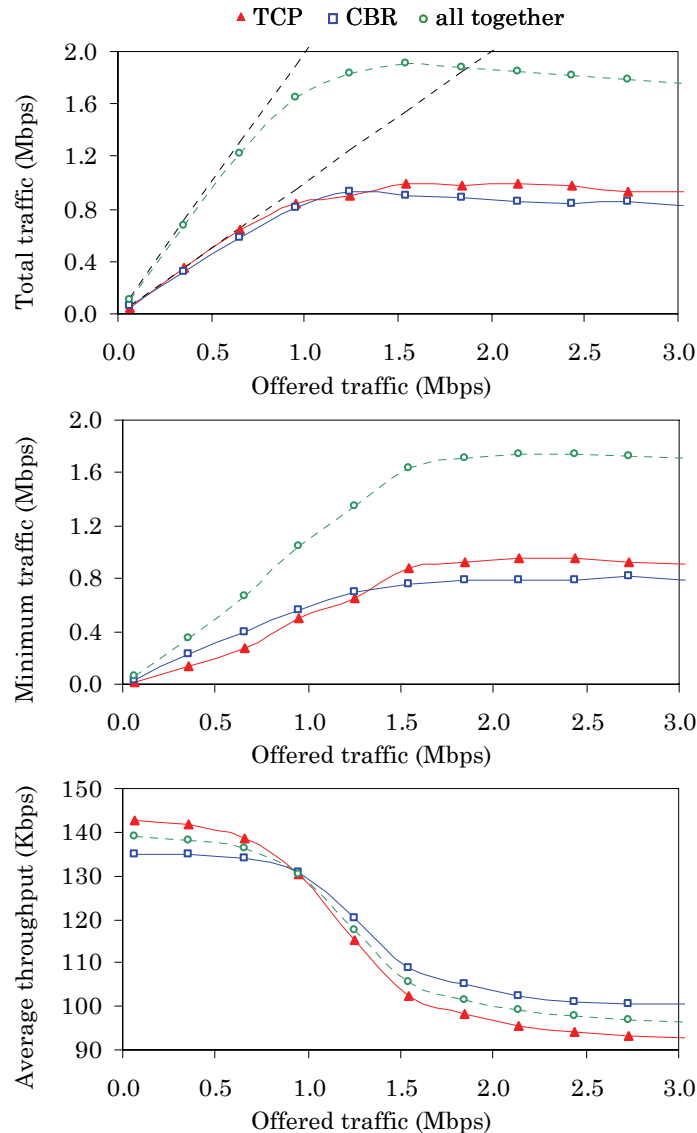 TCP CBR all together
Total traffic (Mbps)
2.0
1.6
1.2
0.8
0.4
0.0
0.0 0.5 1.0 1.5 2.0 2.5 3.0
Offered traffic (Mbps)
Minimum traffic (Mbps)
2.0
1.6
1.2
0.8
0.4
0.0
0.0 0.5 1.0 1.5 2.0 2.5 3.0
Offered traffic (Mbps)
Average throughput (Kbps)
150
140
130
120
110
100
90
0.0 0.5 1.0 1.5 2.0 2.5 3.0
Offered traffic (Mbps)